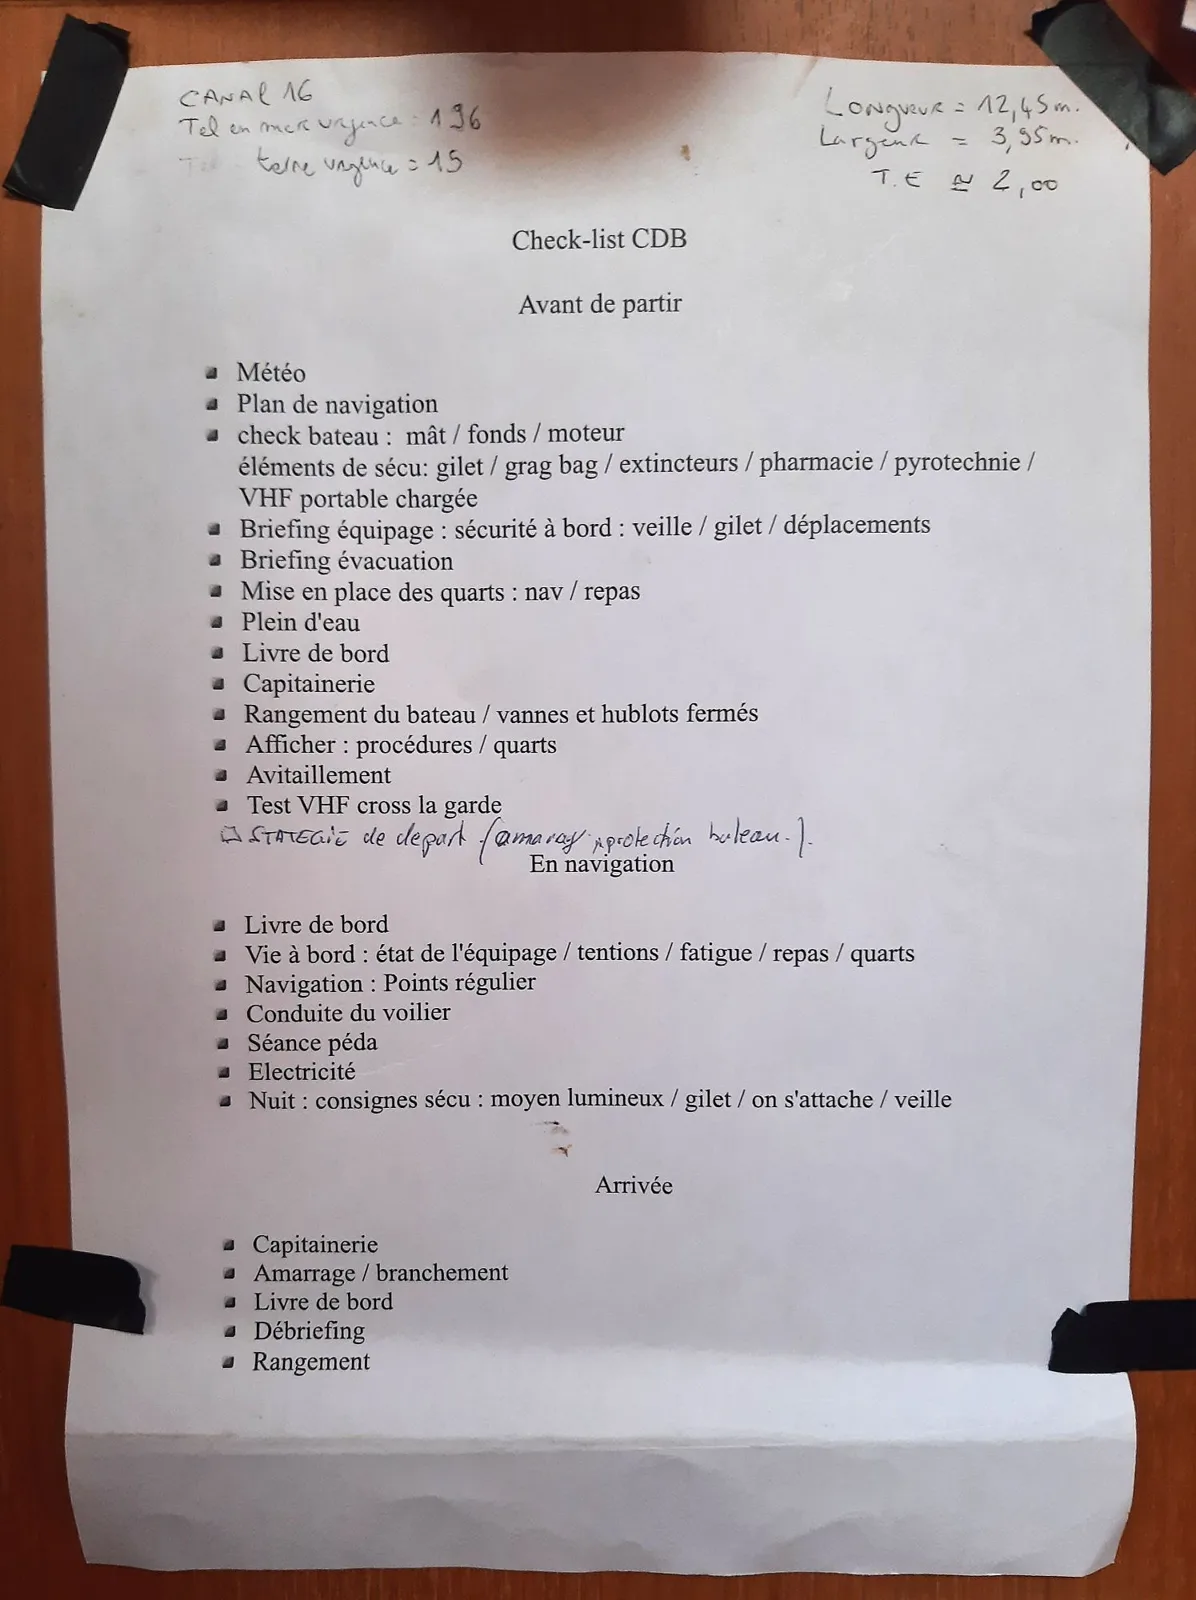 CANAL 16
Tel en mer urgence : 196
Tel terre urgence = 15
Longueur = 12,45m.
Largeur = 3,95m.
T.E ≃ 2,00
Check-list CDB
Avant de partir
Météo
Plan de navigation
check bateau : mât / fonds / moteur
éléments de sécu: gilet / grag bag / extincteurs / pharmacie / pyrotechnie /
VHF portable chargée
Briefing équipage : sécurité à bord : veille / gilet / déplacements
Briefing évacuation
Mise en place des quarts : nav / repas
Plein d'eau
Livre de bord
Capitainerie
Rangement du bateau / vannes et hublots fermés
Afficher : procédures / quarts
Avitaillement
Test VHF cross la garde
STATEGIE de depart (amarage protection bateau.).
En navigation
Livre de bord
Vie à bord : état de l'équipage / tentions / fatigue / repas / quarts
Navigation : Points régulier
Conduite du voilier
Séance péda
Electricité
Nuit : consignes sécu : moyen lumineux / gilet / on s'attache / veille
Arrivée
Capitainerie
Amarrage / branchement
Livre de bord
Débriefing
Rangement